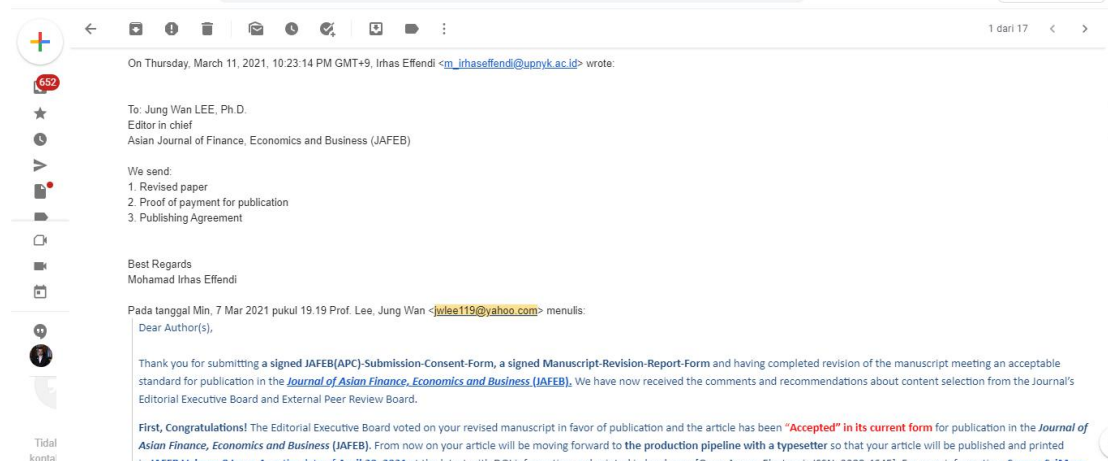 1 dari 17
652
On Thursday, March 11, 2021, 10:23:14 PM GMT+9, Irhas Effendi <m_irhaseffendi@upnyk.ac.id> wrote:
To: Jung Wan LEE, Ph.D.
Editor in chief
Asian Journal of Finance, Economics and Business (JAFEB)
We send:
1. Revised paper
2. Proof of payment for publication
3. Publishing Agreement
Best Regards
Mohamad Irhas Effendi
Pada tanggal Min, 7 Mar 2021 pukul 19.19 Prof. Lee, Jung Wan <jwlee119@yahoo.com> menulis:
Dear Author(s),
Thank you for submitting a signed JAFEB(APC)-Submission-Consent-Form, a signed Manuscript-Revision-Report-Form and having completed revision of the manuscript meeting an acceptable
standard for publication in the Journal of Asian Finance, Economics and Business (JAFEB). We have now received the comments and recommendations about content selection from the Journal's
Editorial Executive Board and External Peer Review Board.
First, Congratulations! The Editorial Executive Board voted on your revised manuscript in favor of publication and the article has been "Accepted" in its current form for publication in the Journal of
Asian Finance, Economics and Business (JAFEB). From now on your article will be moving forward to the production pipeline with a typesetter so that your article will be published and printed
Tidal
kontal